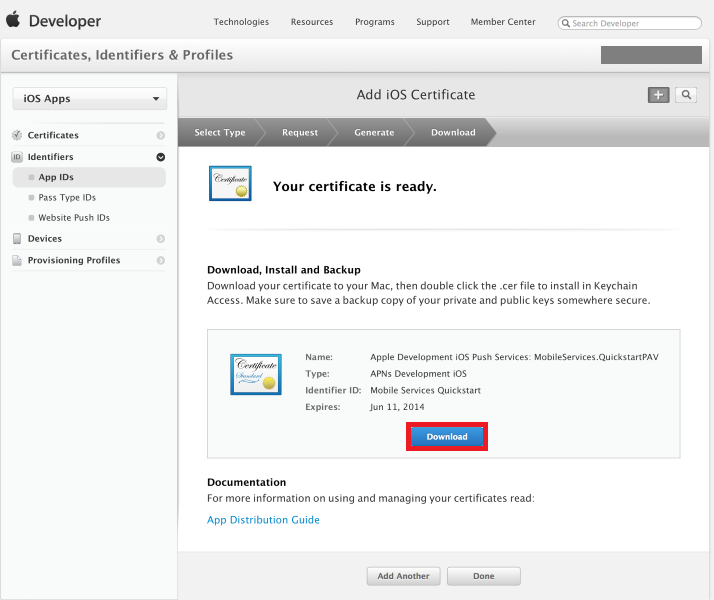 Developer
Technologies Resources Programs Support Member Center Search Developer
Certificates, Identifiers & Profiles
iOS Apps
Add iOS Certificate
Select Type Request Generate Download
Certificates
ID Identifiers
App IDs
Pass Type IDs
Website Push IDs
Devices
Provisioning Profiles
Certificate
Your certificate is ready.
Download, Install and Backup
Download your certificate to your Mac, then double click the .cer file to install in Keychain
Access. Make sure to save a backup copy of your private and public keys somewhere secure.
Certificate
Standard
Name: Apple Development iOS Push Services: MobileServices.QuickstartPAV
Type: APNs Development iOS
Identifier ID: Mobile Services Quickstart
Expires: Jun 11, 2014
Download
Documentation
For more information on using and managing your certificates read:
App Distribution Guide
Add Another Done